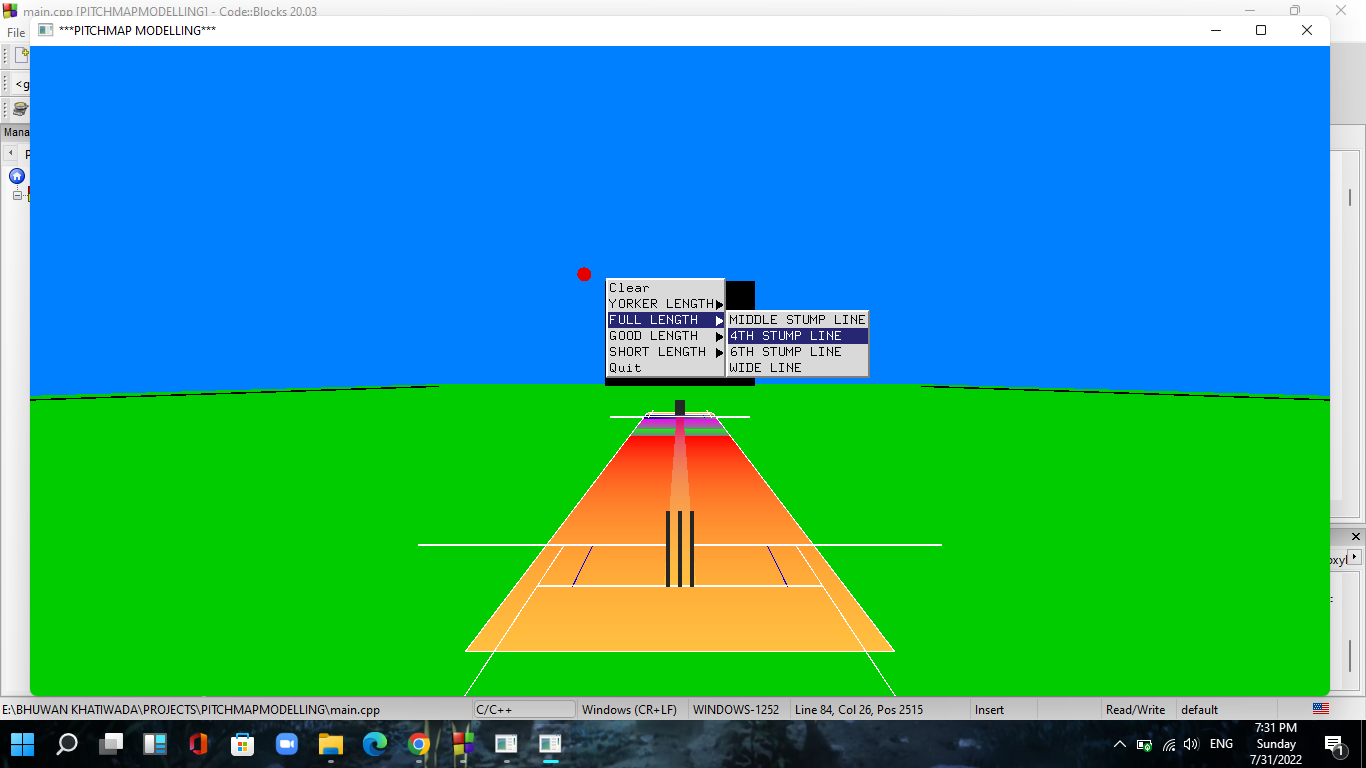 main.cpp [PITCHMAPMODELLING] - Code::Blocks 20.03
File
***PITCHMAP MODELLING***
<g
Mana
P
Clear
YORKER LENGTH
FULL LENGTH
GOOD LENGTH
SHORT LENGTH
Quit
MIDDLE STUMP LINE
4TH STUMP LINE
6TH STUMP LINE
WIDE LINE
oxyl
E:\BHUWAN KHATIWADA\PROJECTS\PITCHMAPMODELLING\main.cpp
C/C++
Windows (CR+LF)
WINDOWS-1252
Line 84, Col 26, Pos 2515
Insert
Read/Write
default
ENG
7:31 PM
Sunday
7/31/2022
1